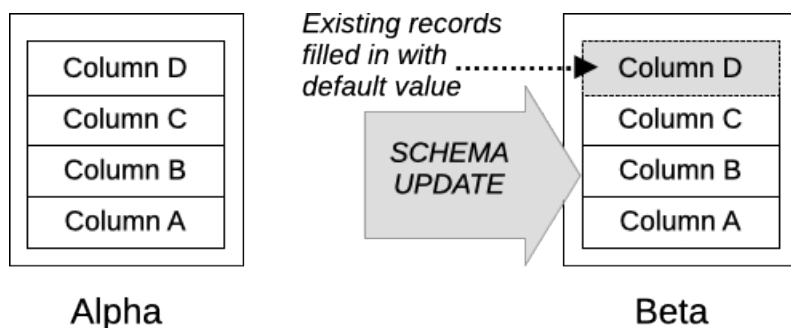 Column D
Column C
Column B
Column A
Alpha
Existing records
filled in with
default value
SCHEMA
UPDATE
Column D
Column C
Column B
Column A
Beta